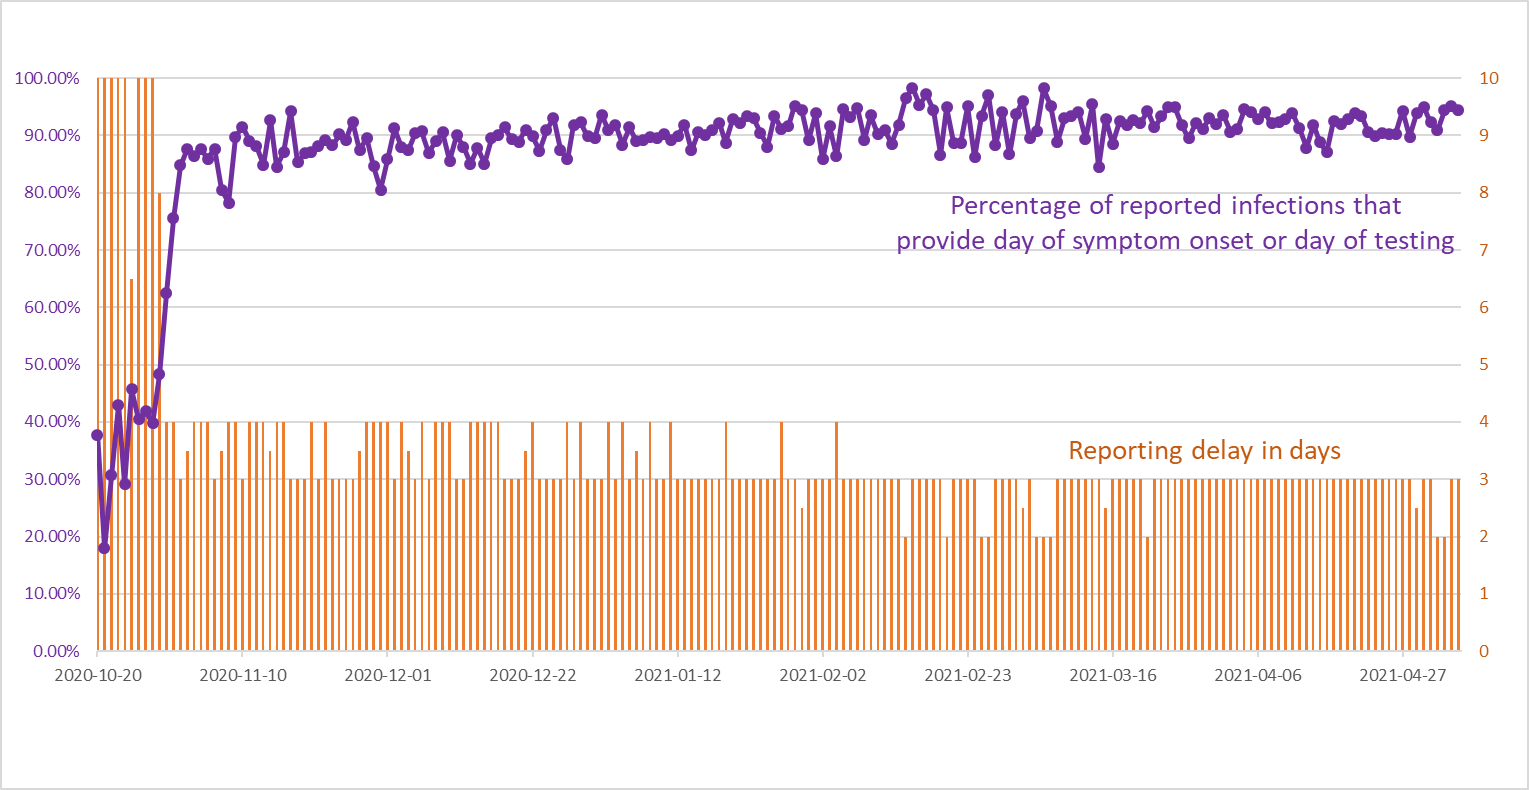 100.00% 10
90.00% 9
80.00% 8
Percentage of reported infections that
provide day of symptom onset or day of testing
70.00% 7
60.00% 6
50.00% 5
40.00% 4
Reporting delay in days
30.00% 3
20.00% 2
10.00% 1
0.00% 0
2020-10-20 2020-11-10 2020-12-01 2020-12-22 2021-01-12 2021-02-02 2021-02-23 2021-03-16 2021-04-06 2021-04-27